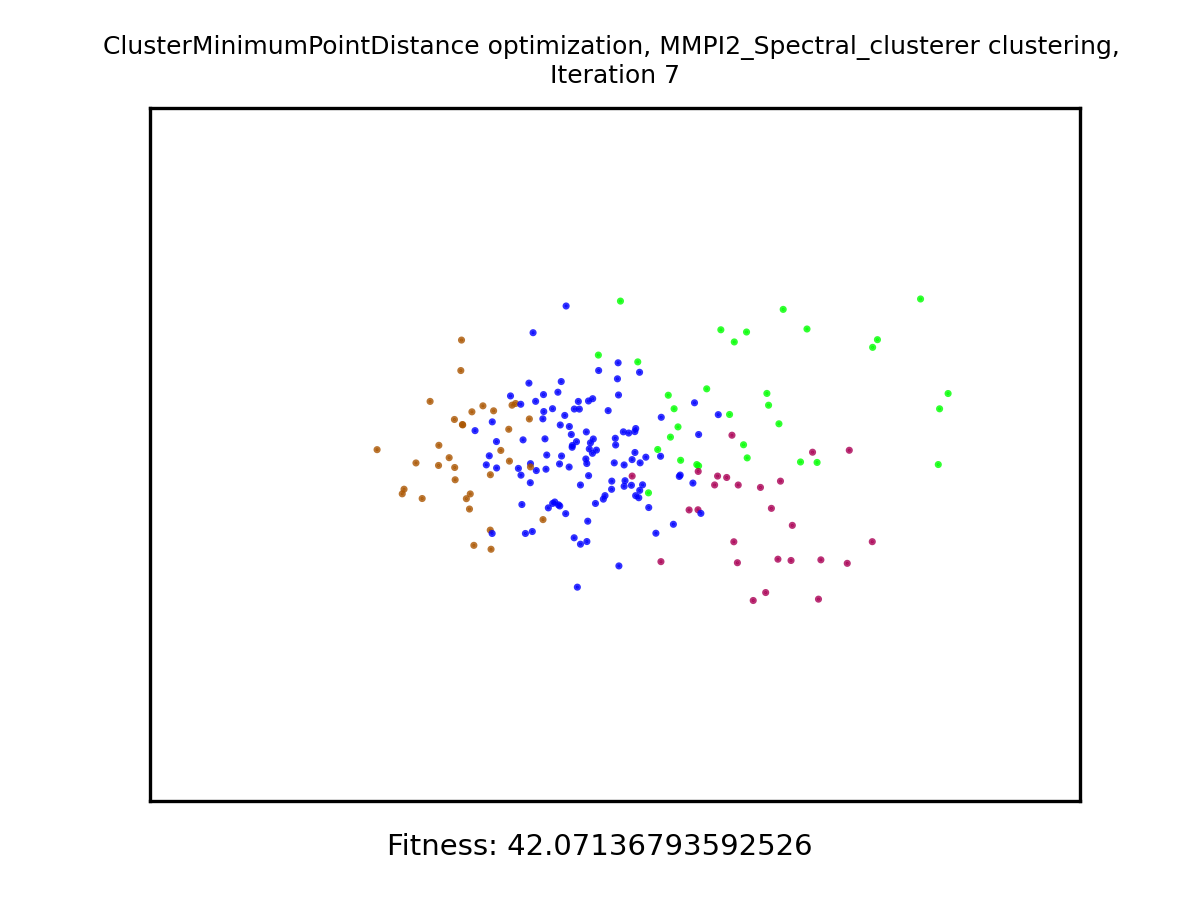 ClusterMinimumPointDistance optimization, MMPI2_Spectral_clusterer clustering,
Iteration 7
Fitness: 42.07136793592526